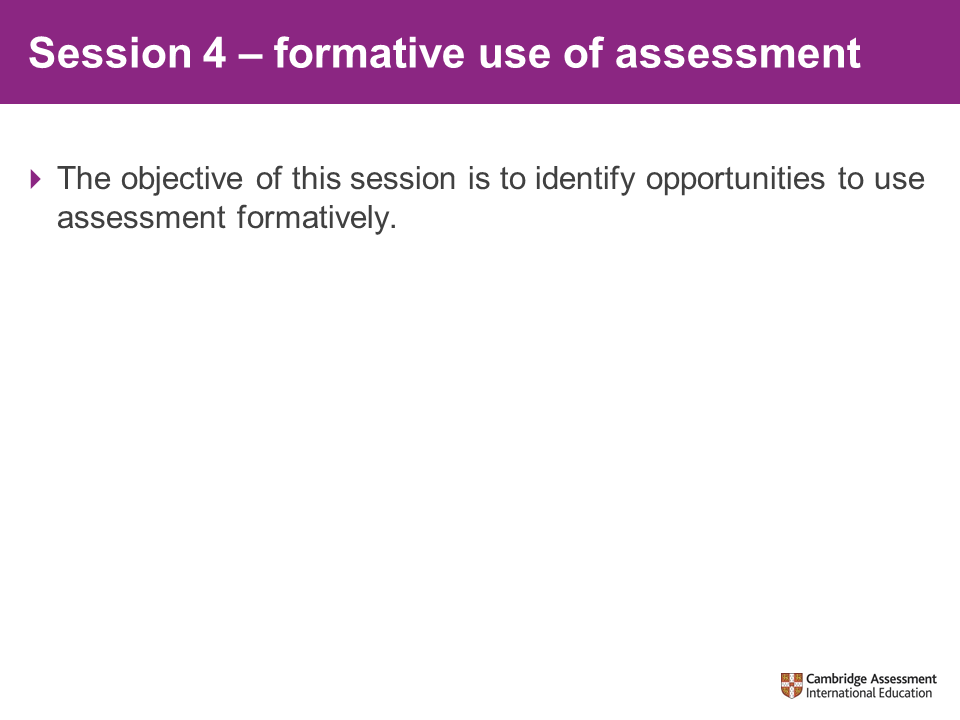 Session 4 – formative use of assessment
The objective of this session is to identify opportunities to use
assessment formatively.
Cambridge Assessment
International Education